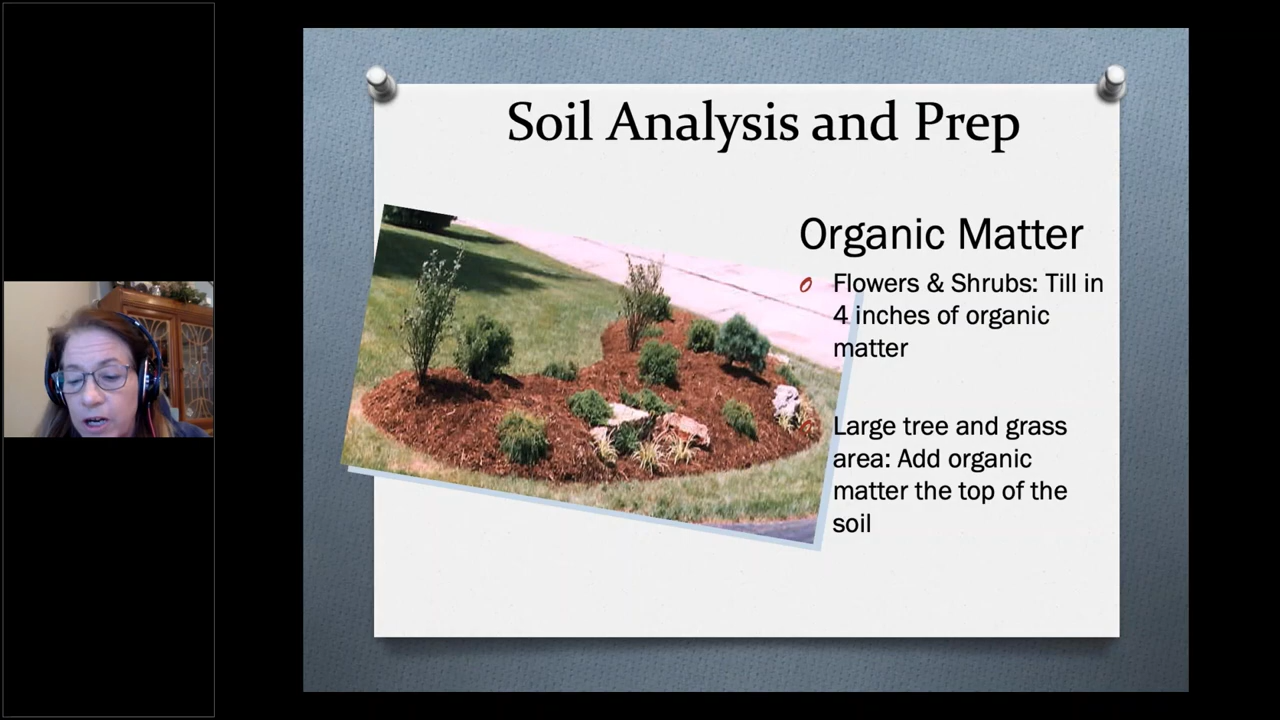 Soil Analysis and Prep
Organic Matter
Flowers & Shrubs: Till in
4 inches of organic
matter
Large tree and grass
area: Add organic
matter the top of the
soil